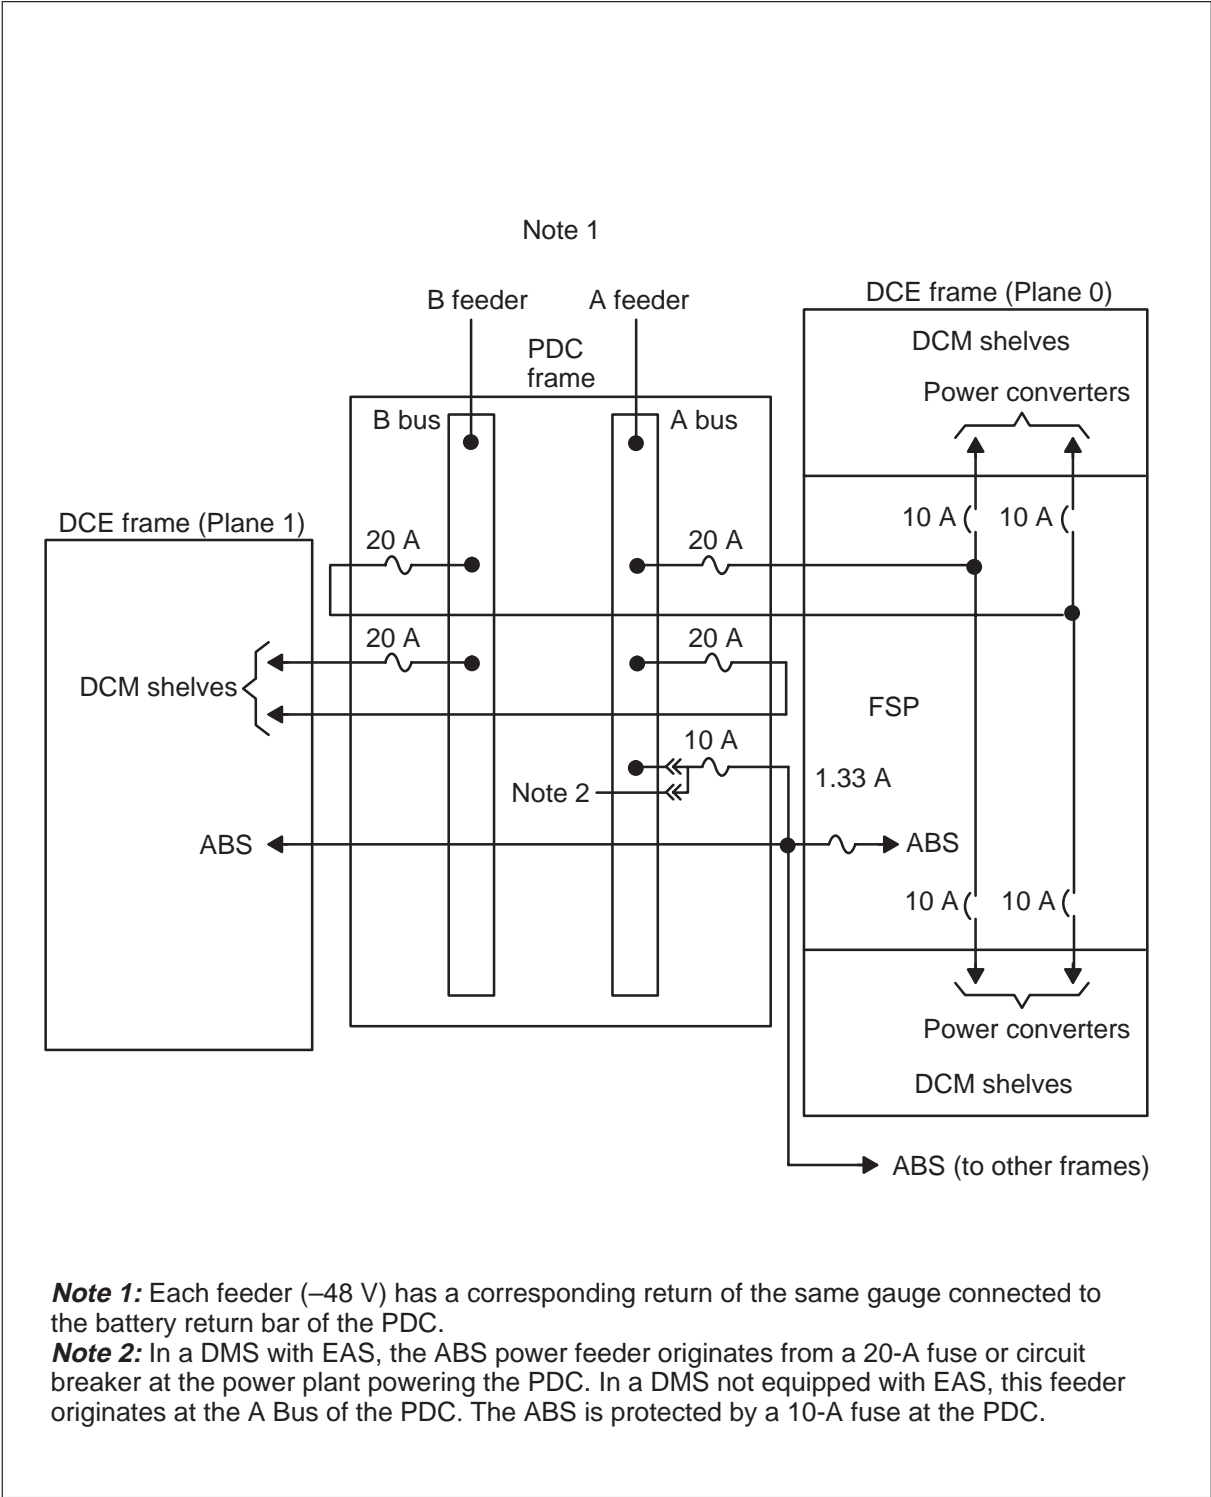 Note 1
B feeder
A feeder
DCE frame (Plane 0)
PDC
frame
DCM shelves
Power converters
B bus
A bus
DCE frame (Plane 1)
10 A
10 A
20 A
20 A
20 A
20 A
DCM shelves
FSP
10 A
1.33 A
Note 2
ABS
ABS
10 A
10 A
Power converters
DCM shelves
ABS (to other frames)
Note 1: Each feeder (–48 V) has a corresponding return of the same gauge connected to
the battery return bar of the PDC.
Note 2: In a DMS with EAS, the ABS power feeder originates from a 20-A fuse or circuit
breaker at the power plant powering the PDC. In a DMS not equipped with EAS, this feeder
originates at the A Bus of the PDC. The ABS is protected by a 10-A fuse at the PDC.